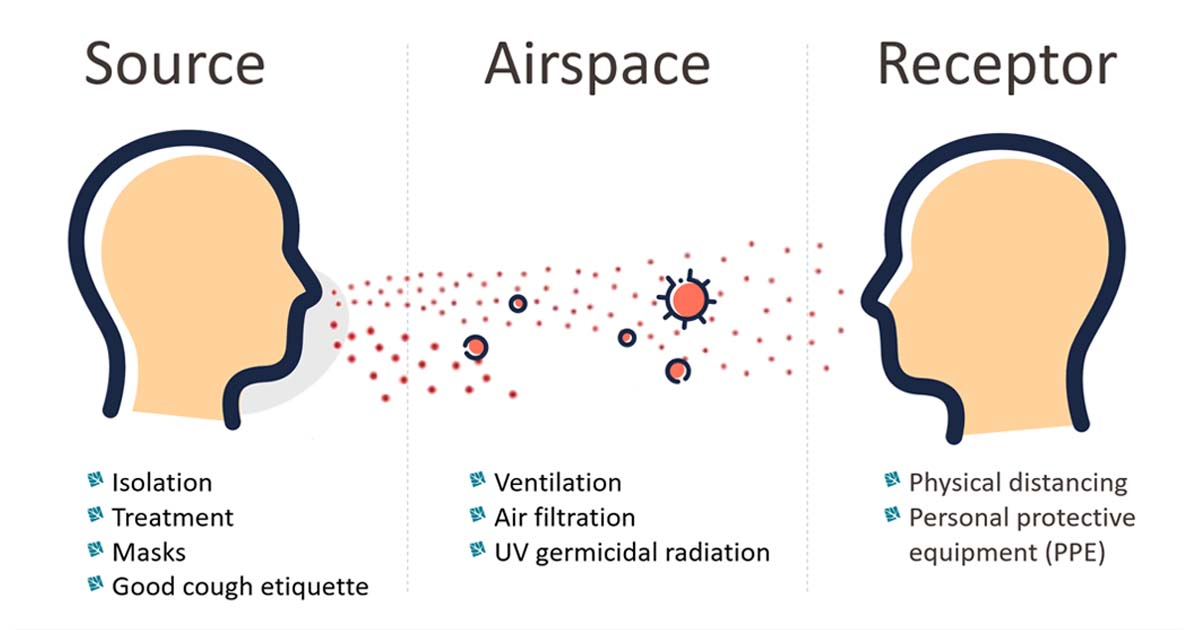 Source
Airspace
Receptor
Isolation
Treatment
Masks
Good cough etiquette
Ventilation
Air filtration
UV germicidal radiation
Physical distancing
Personal protective
equipment (PPE)